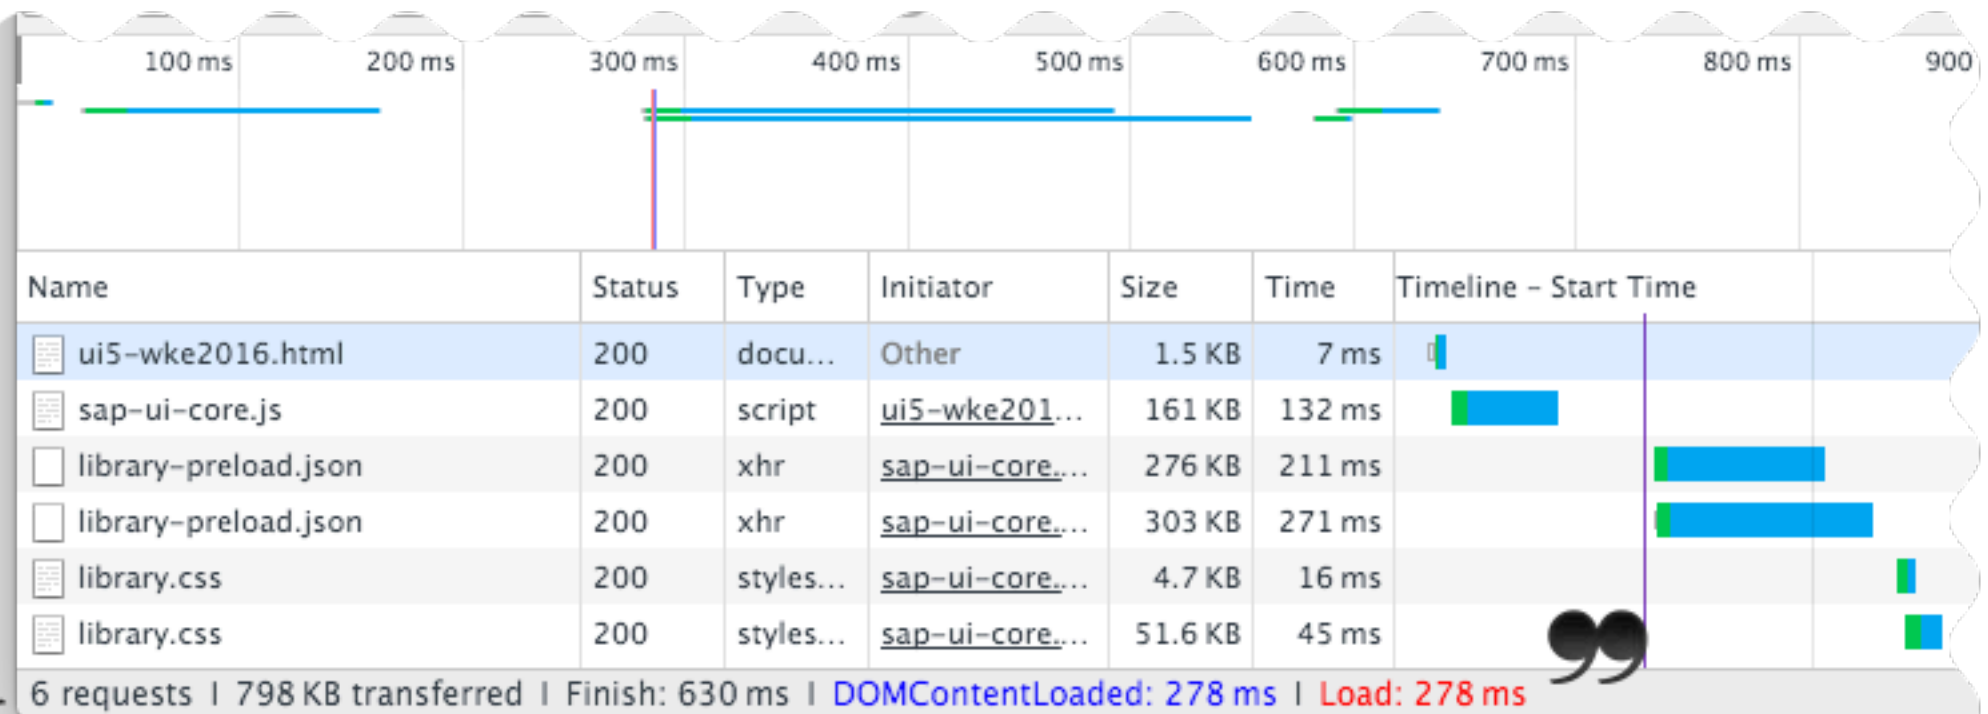 100 ms 200 ms 300 ms 400 ms 500 ms 600 ms 700 ms 800 ms 900
Name Status Type Initiator Size Time Timeline – Start Time
ui5-wke2016.html 200 docu... Other 1.5 KB 7 ms
sap-ui-core.js 200 script ui5-wke201... 161 KB 132 ms
library-preload.json 200 xhr sap-ui-core.... 276 KB 211 ms
library-preload.json 200 xhr sap-ui-core.... 303 KB 271 ms
library.css 200 styles... sap-ui-core.... 4.7 KB 16 ms
library.css 200 styles... sap-ui-core.... 51.6 KB 45 ms
”
6 requests | 798 KB transferred | Finish: 630 ms | DOMContentLoaded: 278 ms | Load: 278 ms